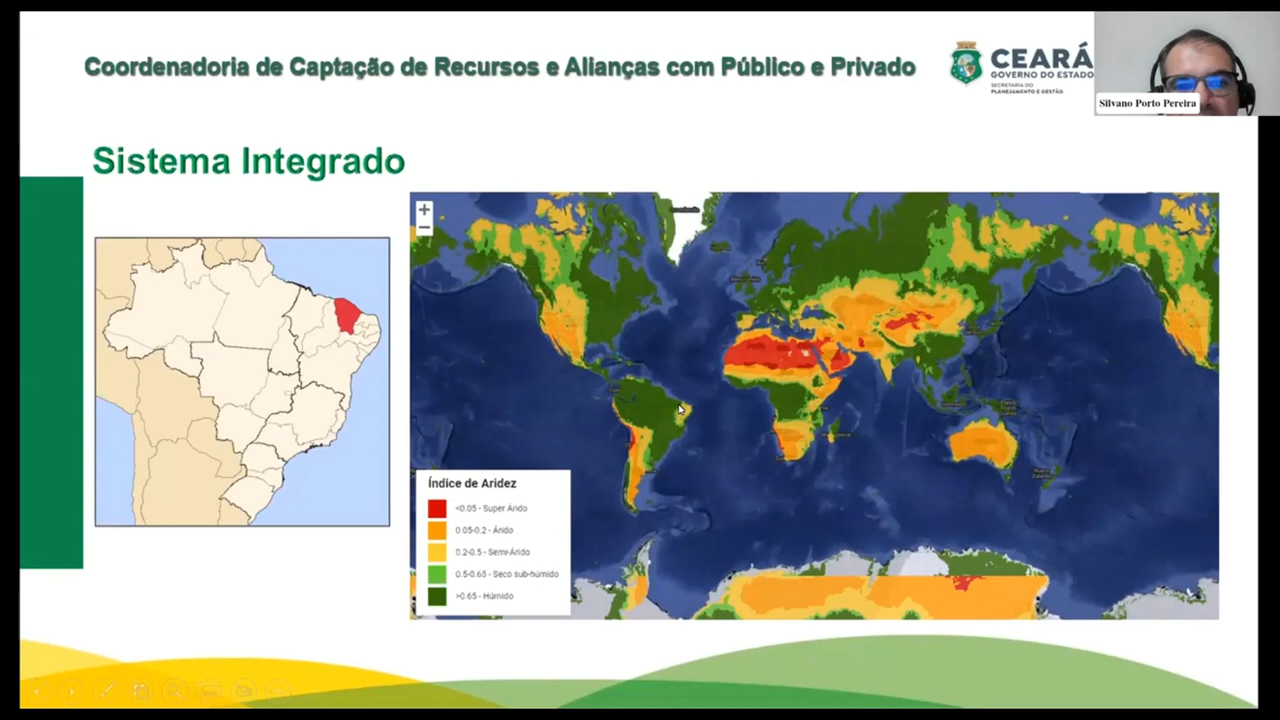 Coordenadoria de Captação de Recursos e Alianças com Público e Privado
CEARÁ
GOVERNO DO ESTADO
SECRETARIA DO
PLANEJAMENTO E GESTÃO
Silvano Porto Pereira
Sistema Integrado
+
−
Índice de Aridez
<0.05 - Super Árido
0.05-0.2 - Árido
0.2-0.5 - Semi-Árido
0.5-0.65 - Seco sub-húmido
>0.65 - Húmido